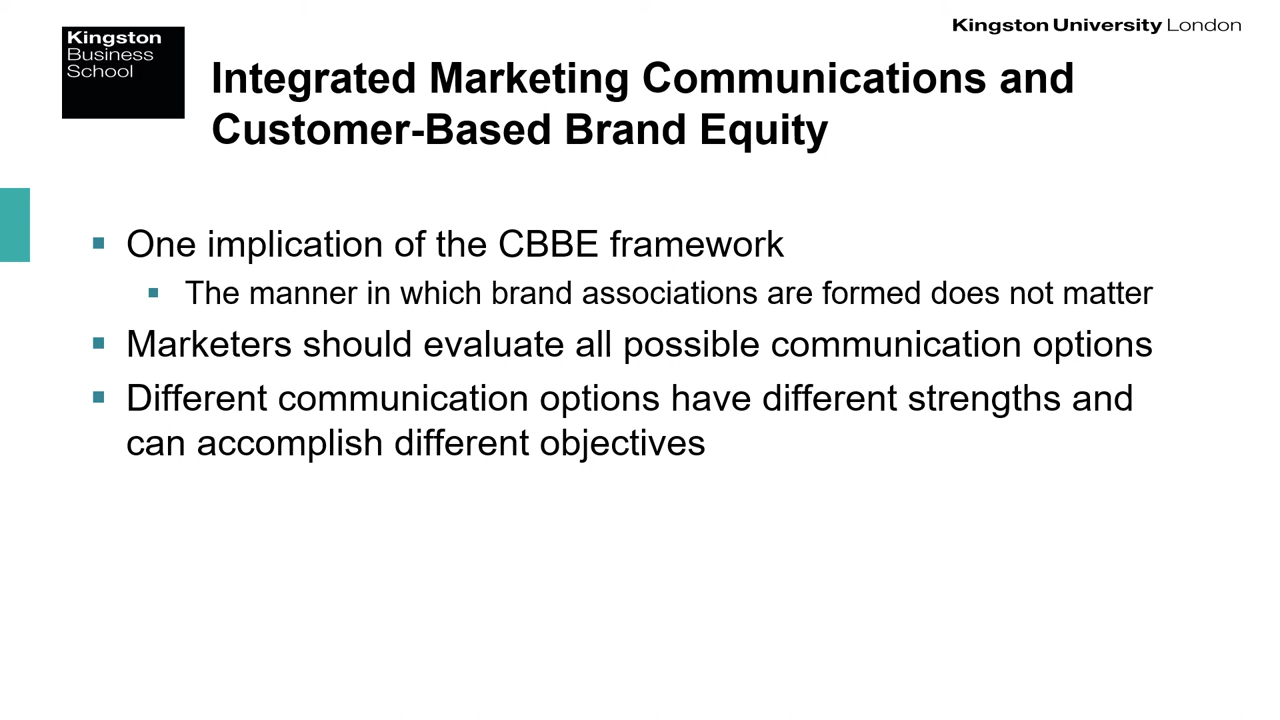 Kingston University London
Kingston
Business
School
Integrated Marketing Communications and
Customer-Based Brand Equity
One implication of the CBBE framework
The manner in which brand associations are formed does not matter
Marketers should evaluate all possible communication options
Different communication options have different strengths and
can accomplish different objectives